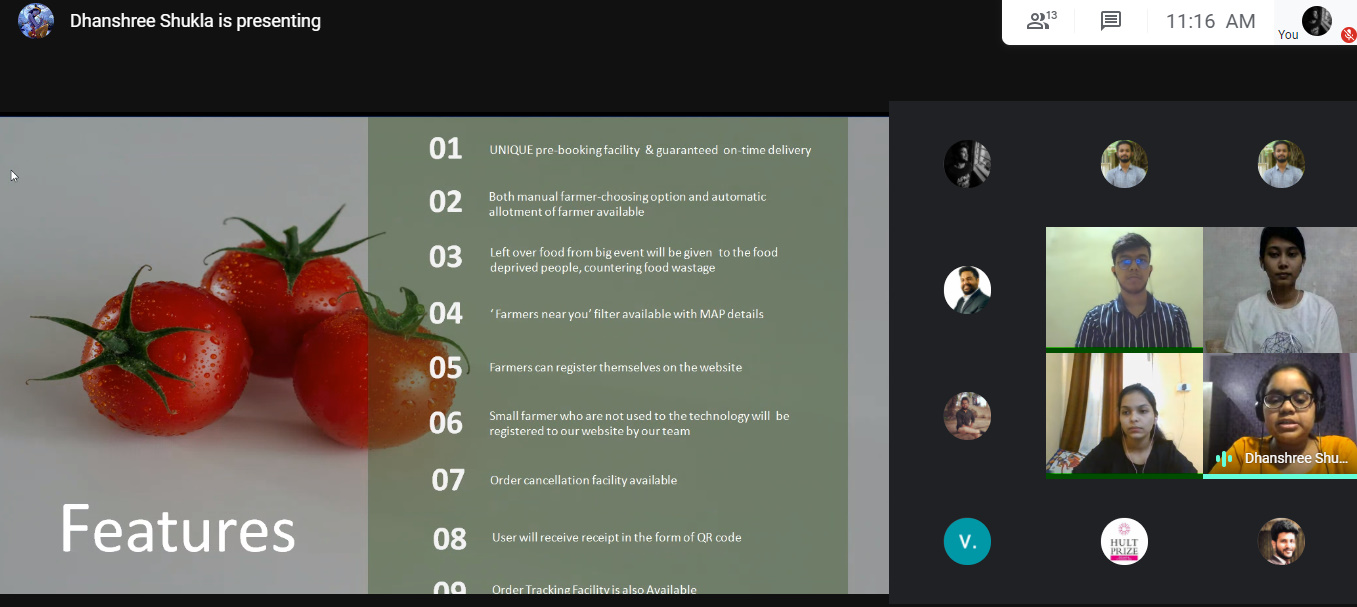 Dhanshree Shukla is presenting
13
11:16 AM
You
01
UNIQUE pre-booking facility & guaranteed on-time delivery
02
Both manual farmer-choosing option and automatic
allotment of farmer available
03
Left over food from big event will be given to the food
deprived people, countering food wastage
04
‘Farmers near you’ filter available with MAP details
05
Farmers can register themselves on the website
06
Small farmer who are not used to the technology will be
registered to our website by our team
07
Order cancellation facility available
08
User will receive receipt in the form of QR code
09
Order Tracking Facility is also Available
Features
Dhanshree Shu...
V.
HULT
PRIZE